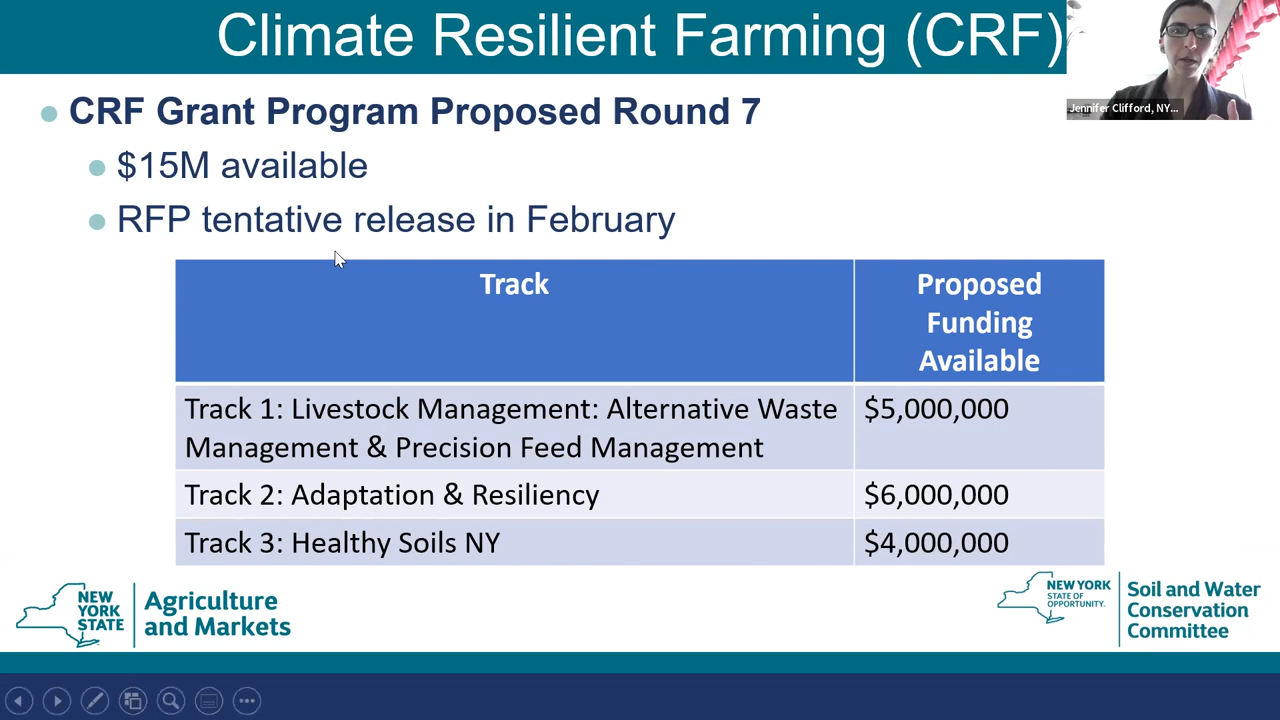 Climate Resilient Farming (CRF)
Jennifer Clifford, NY...
CRF Grant Program Proposed Round 7
$15M available
RFP tentative release in February
Track
Proposed
Funding
Available
Track 1: Livestock Management: Alternative Waste
Management & Precision Feed Management
$5,000,000
Track 2: Adaptation & Resiliency
$6,000,000
Track 3: Healthy Soils NY
$4,000,000
NEW
YORK
STATE
Agriculture
and Markets
NEW YORK
STATE OF
OPPORTUNITY.
Soil and Water
Conservation
Committee